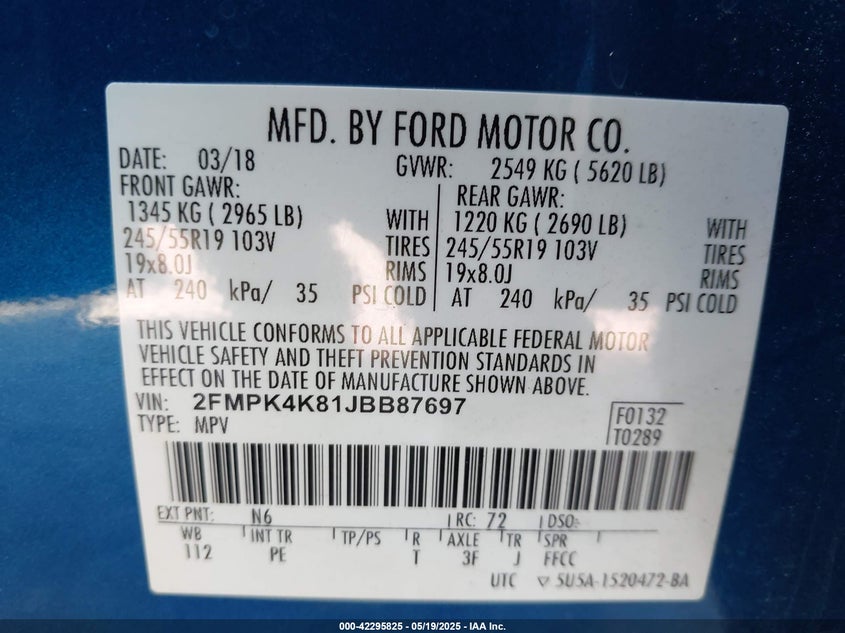 MFD. BY FORD MOTOR CO.
DATE: 03/18 GVWR: 2549 KG ( 5620 LB)
FRONT GAWR: REAR GAWR:
1345 KG ( 2965 LB) WITH 1220 KG ( 2690 LB) WITH
245/55R19 103V TIRES 245/55R19 103V TIRES
19x8.0J RIMS 19x8.0J RIMS
AT 240 kPa/ 35 PSI COLD AT 240 kPa/ 35 PSI COLD
THIS VEHICLE CONFORMS TO ALL APPLICABLE FEDERAL MOTOR
VEHICLE SAFETY AND THEFT PREVENTION STANDARDS IN
EFFECT ON THE DATE OF MANUFACTURE SHOWN ABOVE.
VIN: 2FMPK4K81JBB87697 F0132
TYPE: MPV T0289
EXT PNT: N6 RC: 72 DSO:
WB INT TR TP/PS R AXLE TR SPR
112 PE T 3F J FFCC
UTC ▽ 5U5A-1520472-BA
000-42295825 - 05/19/2025 - IAA Inc.